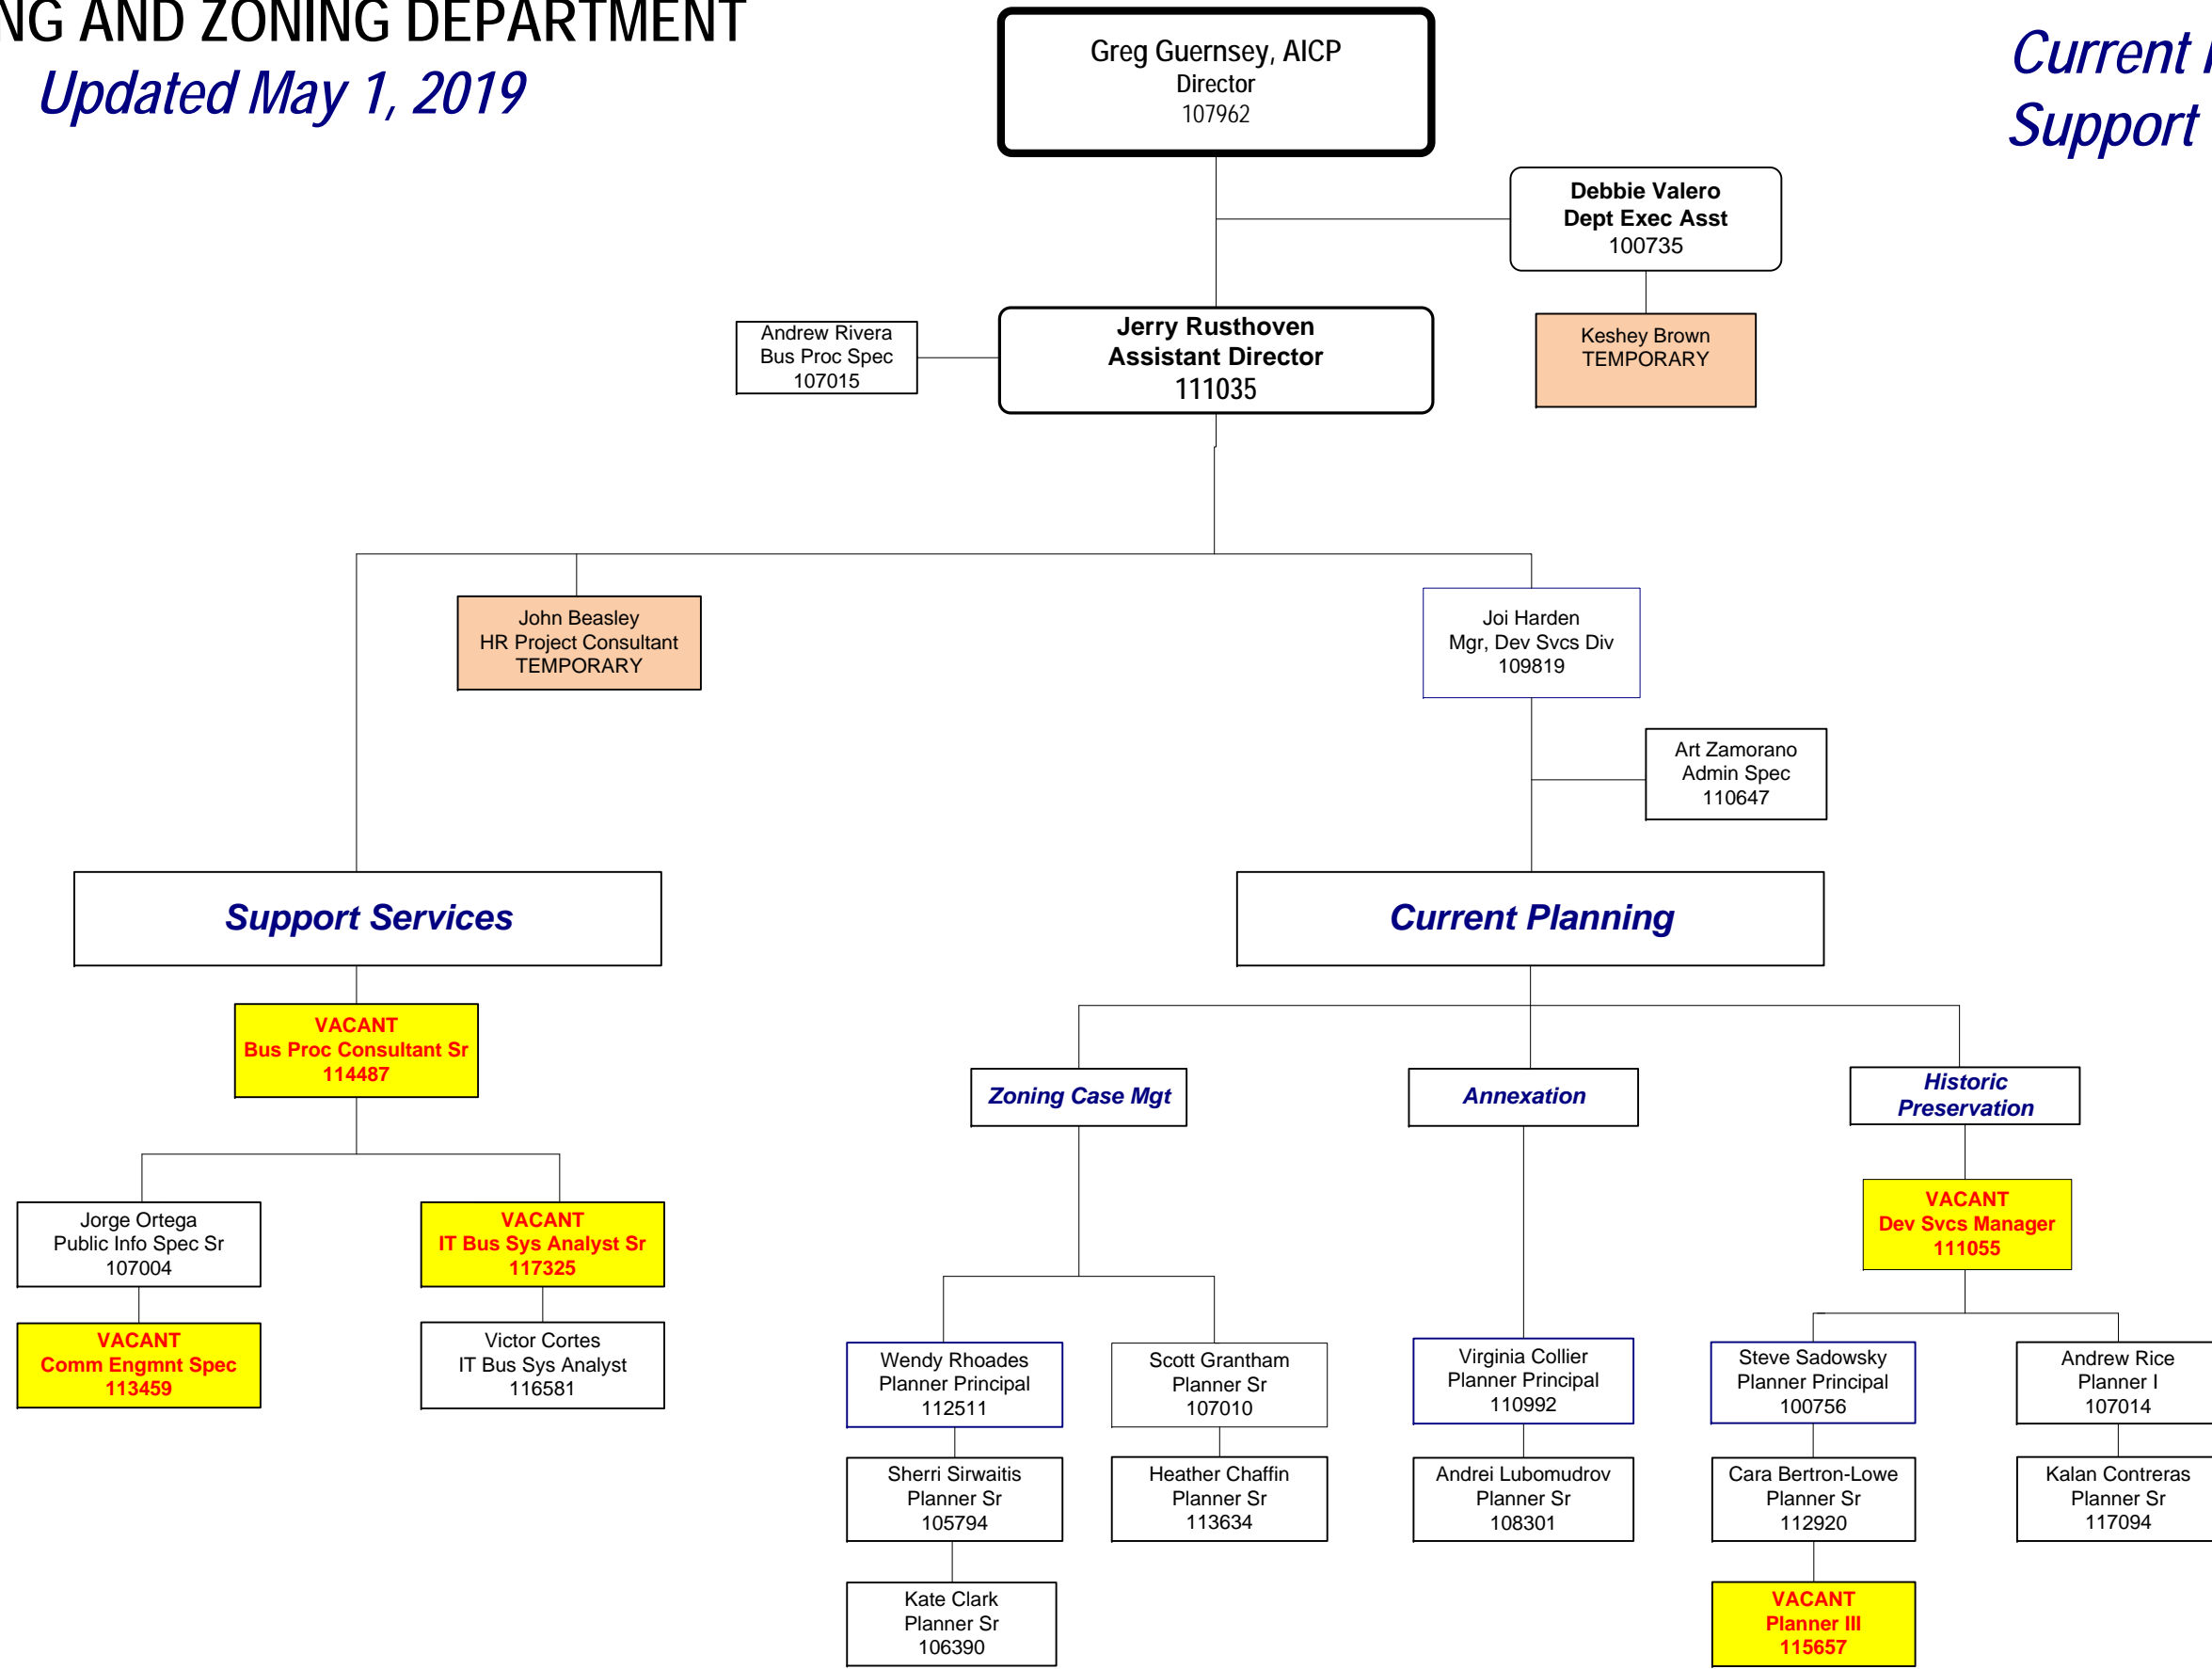 NG AND ZONING DEPARTMENT
Updated May 1, 2019
Current
Support
Greg Guernsey, AICP
Director
107962
Debbie Valero
Dept Exec Asst
100735
Keshey Brown
TEMPORARY
Andrew Rivera
Bus Proc Spec
107015
Jerry Rusthoven
Assistant Director
111035
John Beasley
HR Project Consultant
TEMPORARY
Joi Harden
Mgr, Dev Svcs Div
109819
Art Zamorano
Admin Spec
110647
Support Services
Current Planning
VACANT
Bus Proc Consultant Sr
114487
Jorge Ortega
Public Info Spec Sr
107004
VACANT
IT Bus Sys Analyst Sr
117325
VACANT
Comm Engmnt Spec
113459
Victor Cortes
IT Bus Sys Analyst
116581
Zoning Case Mgt
Annexation
Historic
Preservation
VACANT
Dev Svcs Manager
111055
Wendy Rhoades
Planner Principal
112511
Scott Grantham
Planner Sr
107010
Virginia Collier
Planner Principal
110992
Steve Sadowsky
Planner Principal
100756
Andrew Rice
Planner I
107014
Sherri Sirwaitis
Planner Sr
105794
Heather Chaffin
Planner Sr
113634
Andrei Lubomudrov
Planner Sr
108301
Cara Bertron-Lowe
Planner Sr
112920
Kalan Contreras
Planner Sr
117094
Kate Clark
Planner Sr
106390
VACANT
Planner III
115657